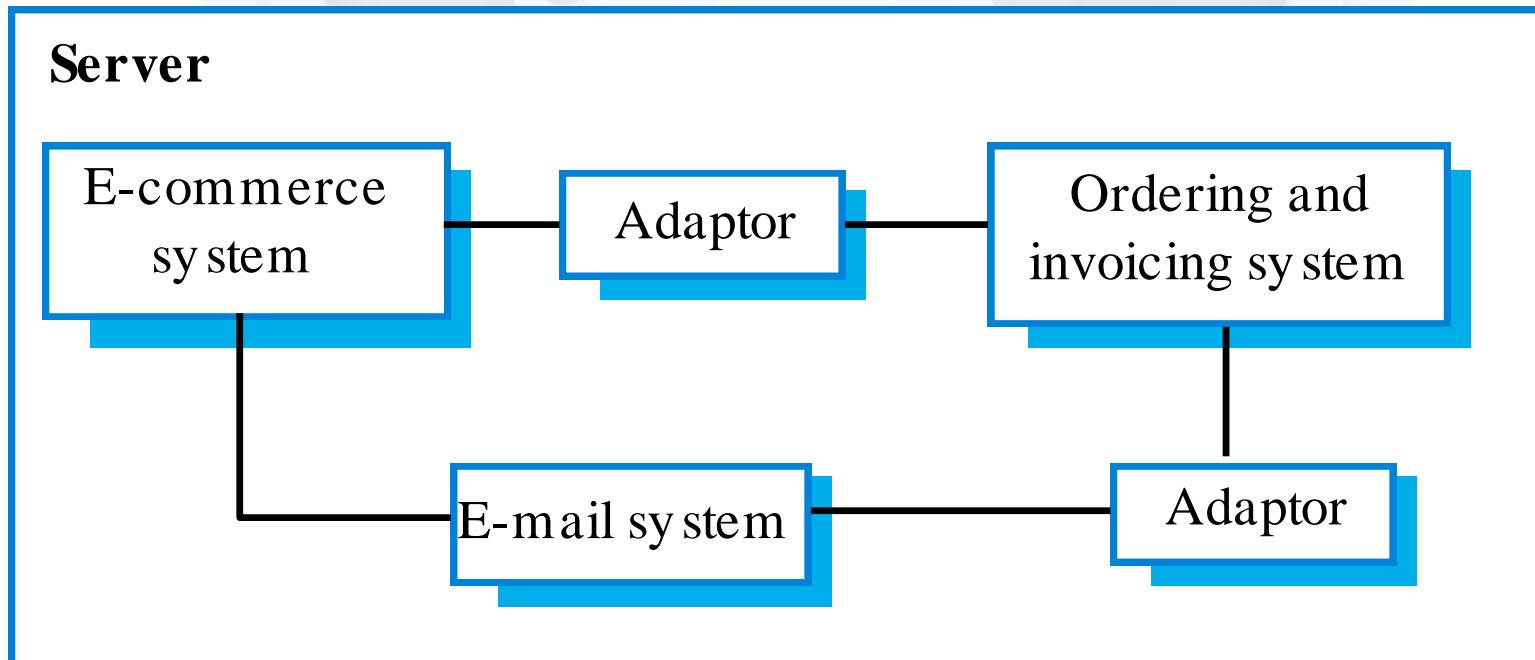 Server
E-commerce
system
Adaptor
Ordering and
invoicing system
E-mail system
Adaptor